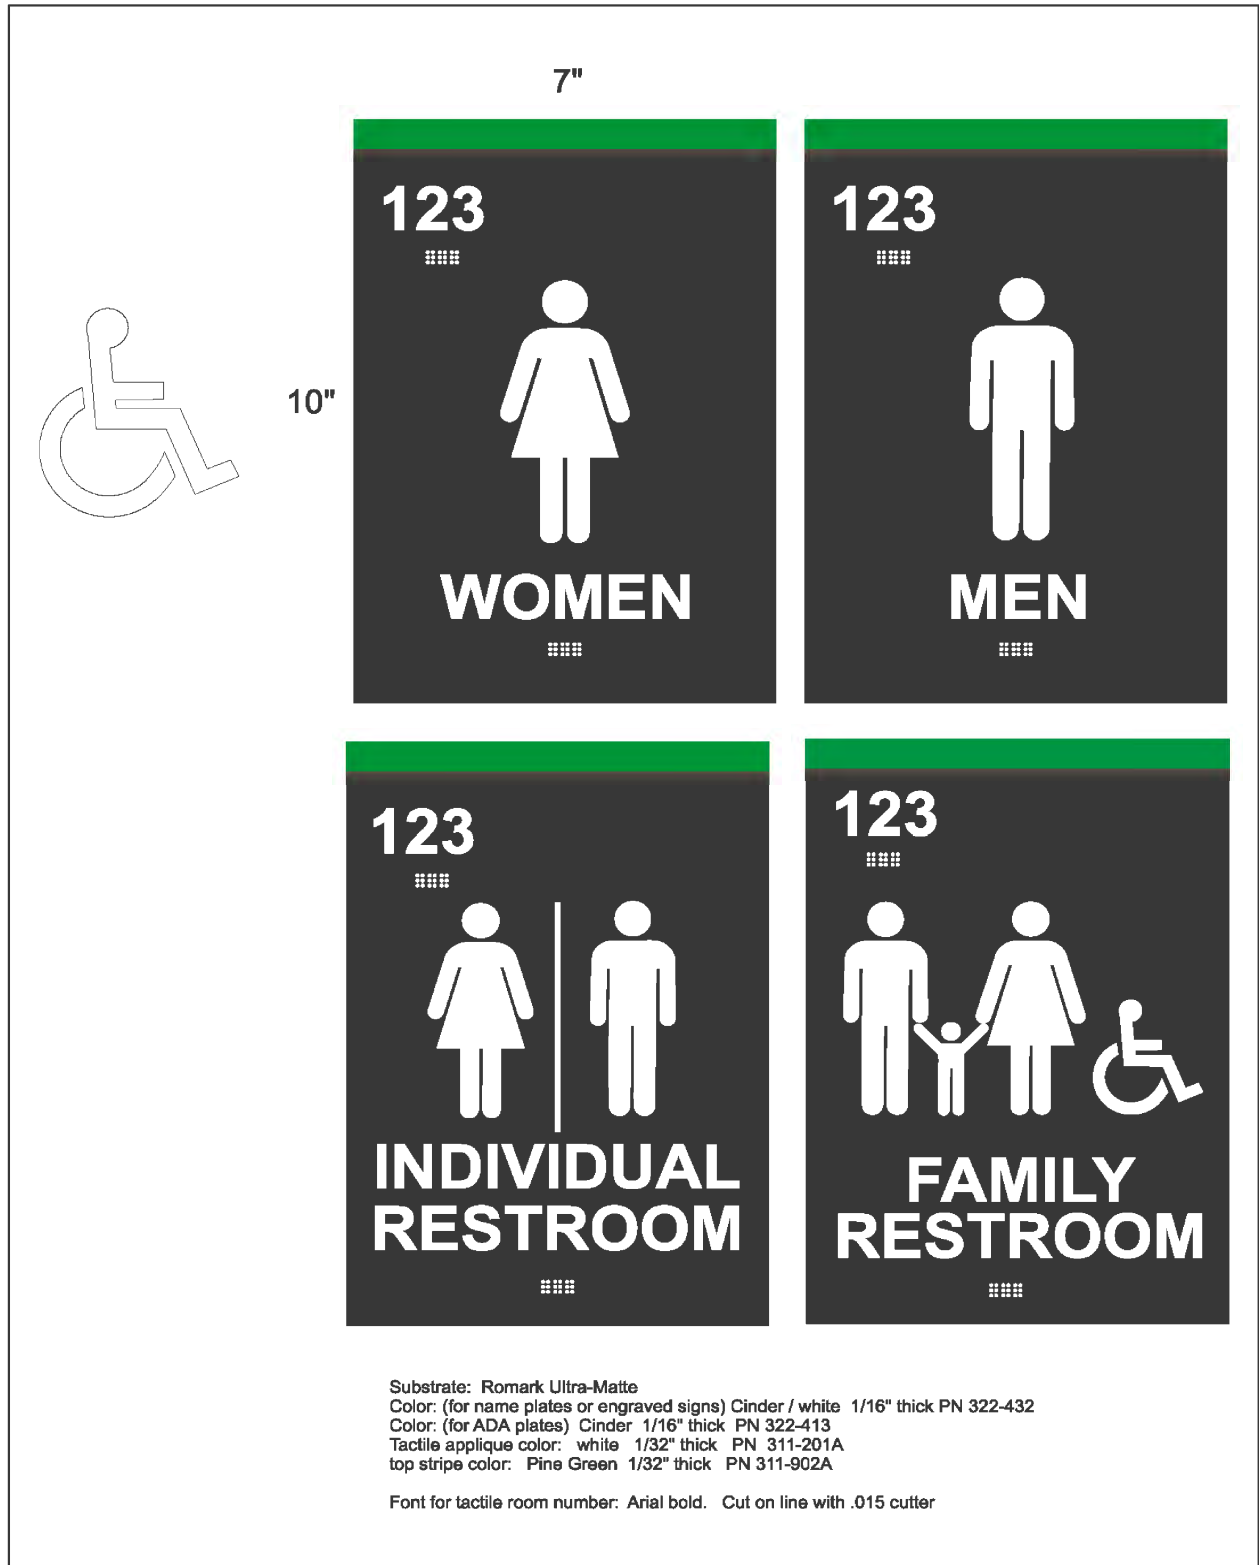 7"
10"
123
WOMEN
123
MEN
123
INDIVIDUAL
RESTROOM
123
FAMILY
RESTROOM
Substrate: Romark Ultra-Matte
Color: (for name plates or engraved signs) Cinder / white 1/16" thick PN 322-432
Color: (for ADA plates) Cinder 1/16" thick PN 322-413
Tactile applique color: white 1/32" thick PN 311-201A
top stripe color: Pine Green 1/32" thick PN 311-902A
Font for tactile room number: Arial bold. Cut on line with .015 cutter